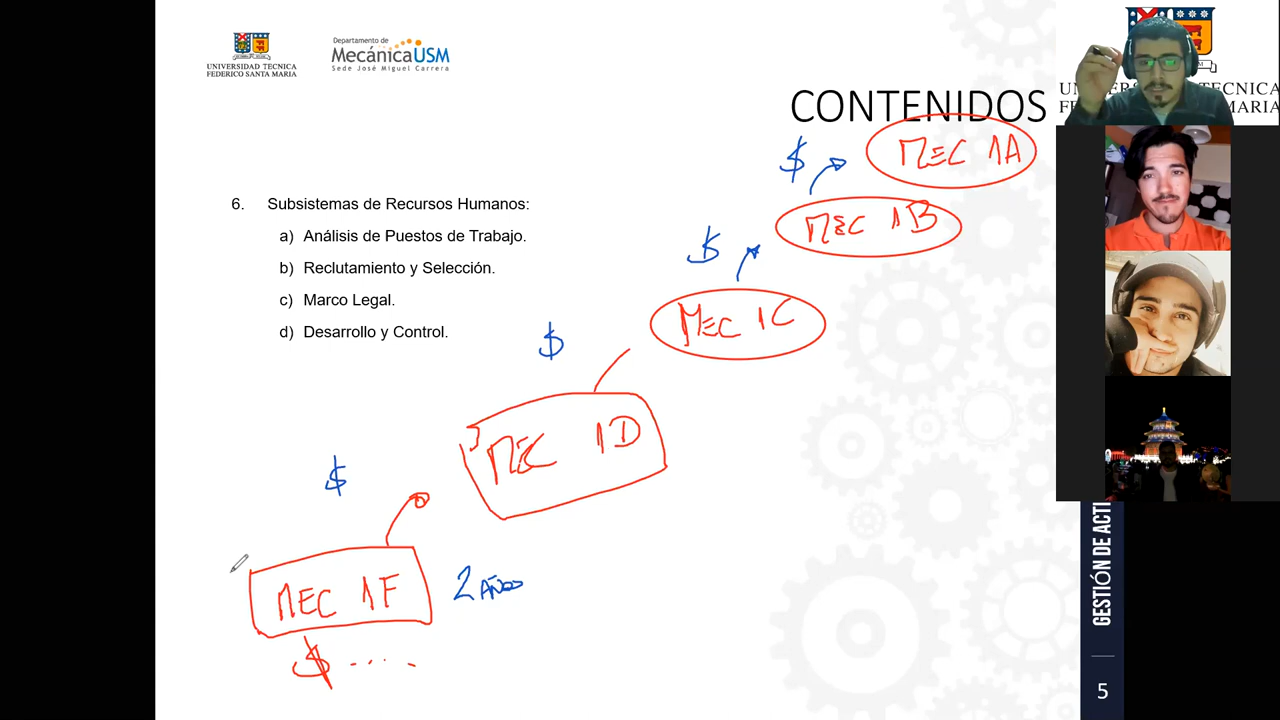 UNIVERSIDAD TECNICA
FEDERICO SANTA MARIA
Departamento de
MecánicaUSM
Sede José Miguel Carrera
CONTENIDOS
6. Subsistemas de Recursos Humanos:
a) Análisis de Puestos de Trabajo.
b) Reclutamiento y Selección.
c) Marco Legal.
d) Desarrollo y Control.
$ MEC 1A
$ MEC 1B
$ MEC 1C
$ MEC 1D
MEC 1F
2 AÑOS
$ .....
GESTIÓN DE ACTI
5